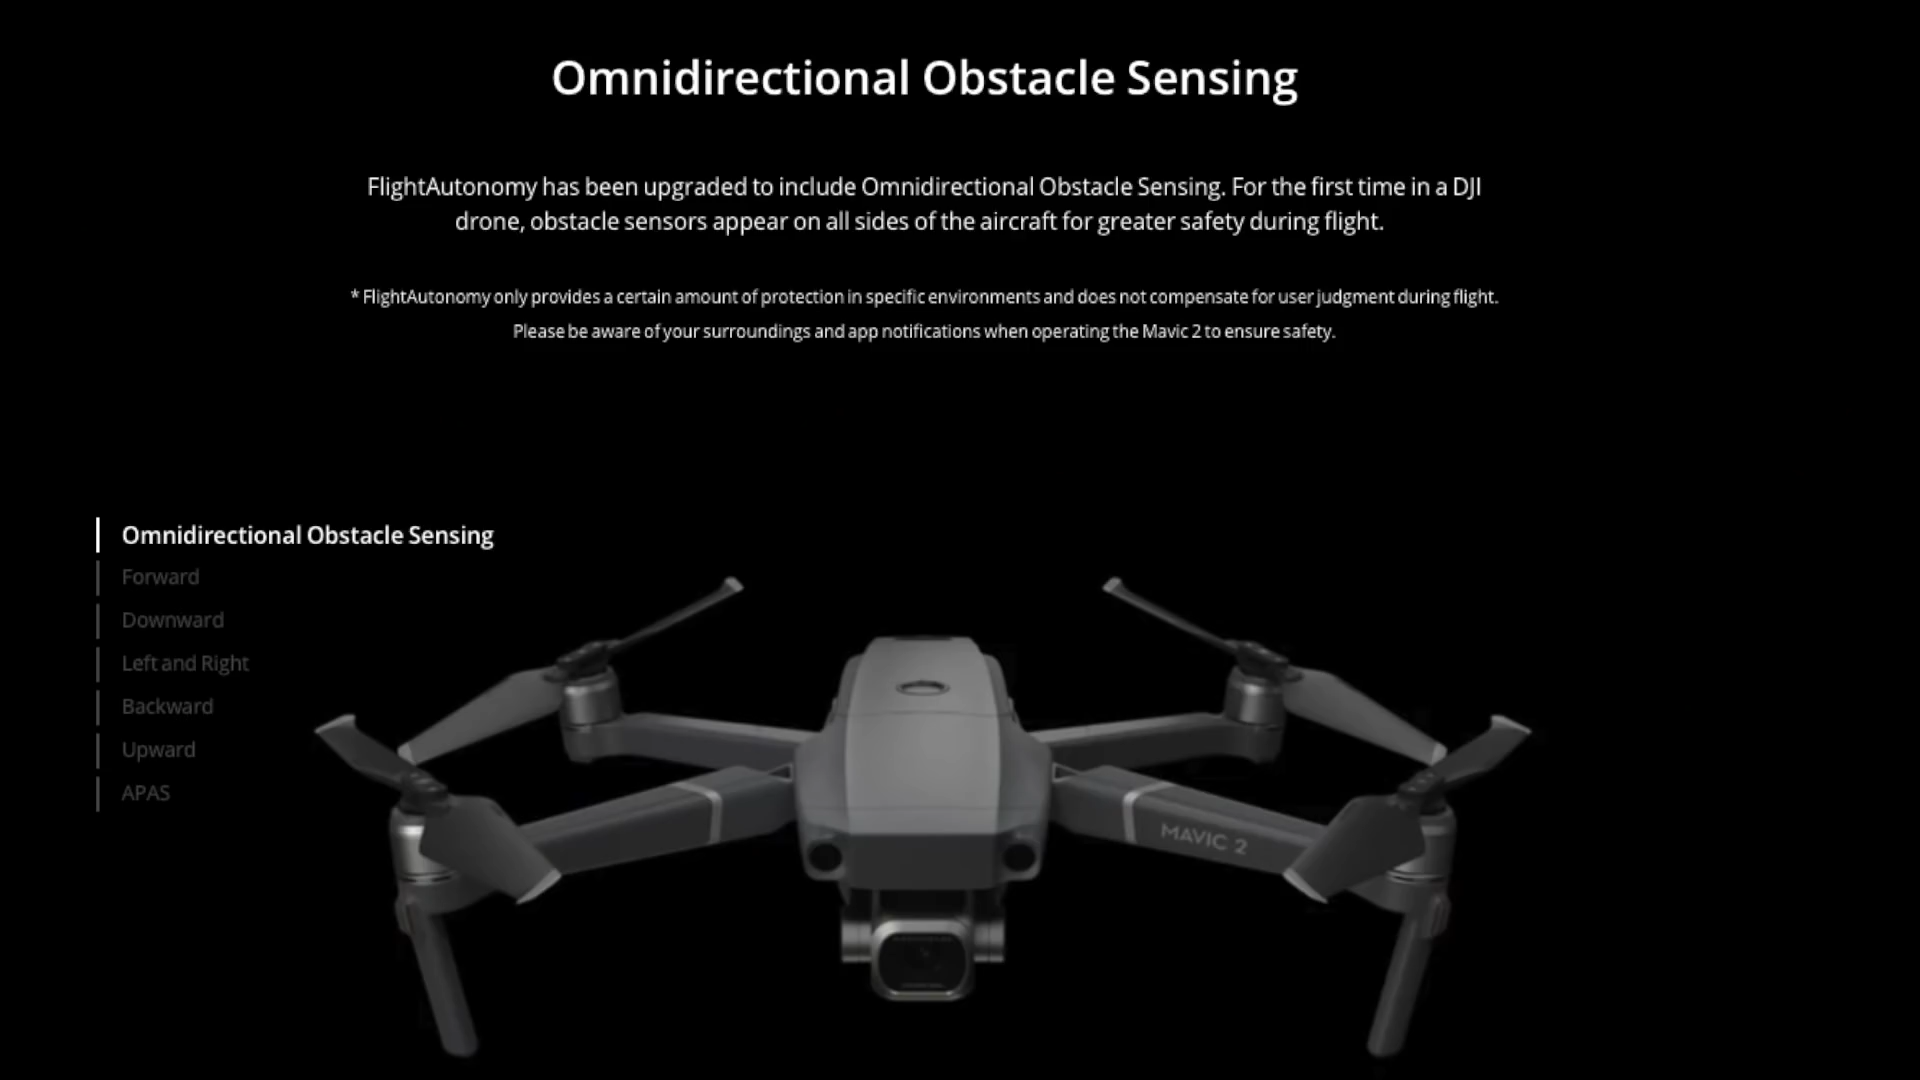 Omnidirectional Obstacle Sensing
FlightAutonomy has been upgraded to include Omnidirectional Obstacle Sensing. For the first time in a DJI
drone, obstacle sensors appear on all sides of the aircraft for greater safety during flight.
* FlightAutonomy only provides a certain amount of protection in specific environments and does not compensate for user judgment during flight.
Please be aware of your surroundings and app notifications when operating the Mavic 2 to ensure safety.
Omnidirectional Obstacle Sensing
Forward
Downward
Left and Right
Backward
Upward
APAS
MAVIC 2